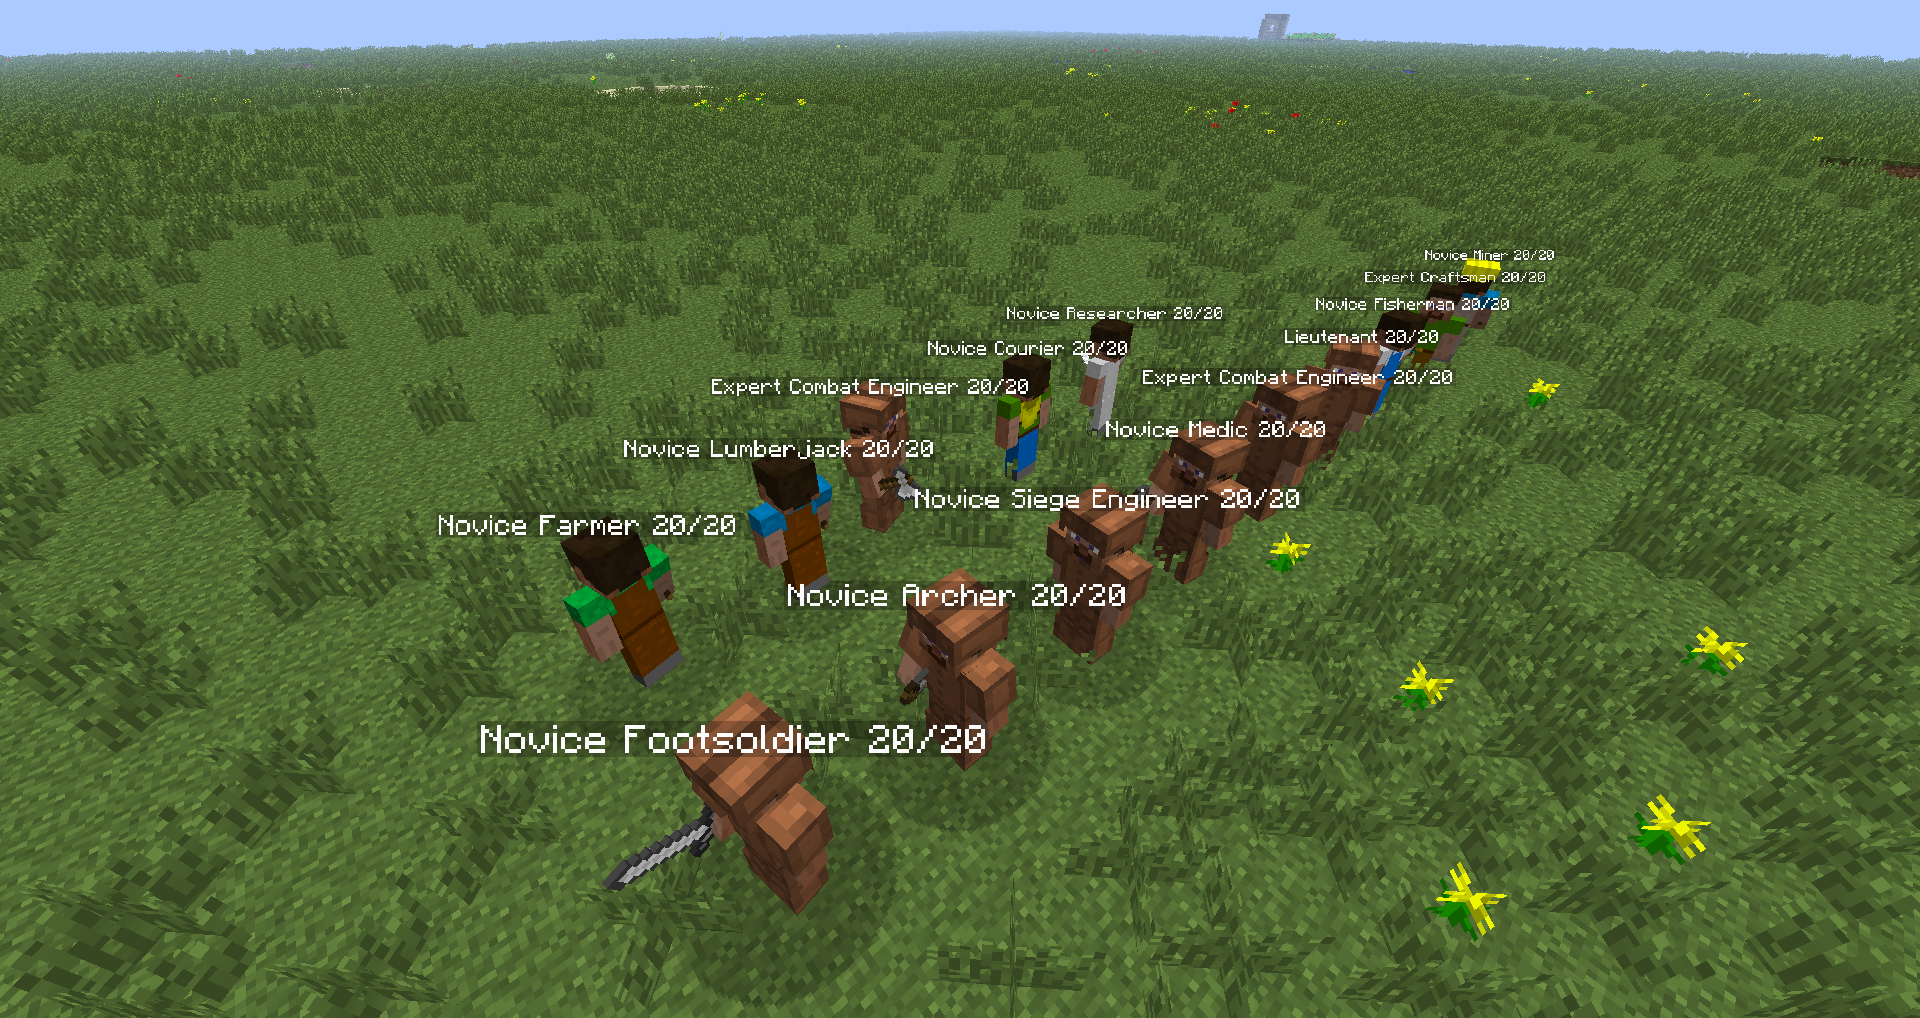 Novice Miner 20/20
Expert Craftsman 20/20
Novice Fisherman 20/20
Novice Researcher 20/20
Lieutenant 20/20
Novice Courier 20/20
Expert Combat Engineer 20/20
Expert Combat Engineer 20/20
Novice Medic 20/20
Novice Lumberjack 20/20
Novice Siege Engineer 20/20
Novice Farmer 20/20
Novice Archer 20/20
Novice Footsoldier 20/20